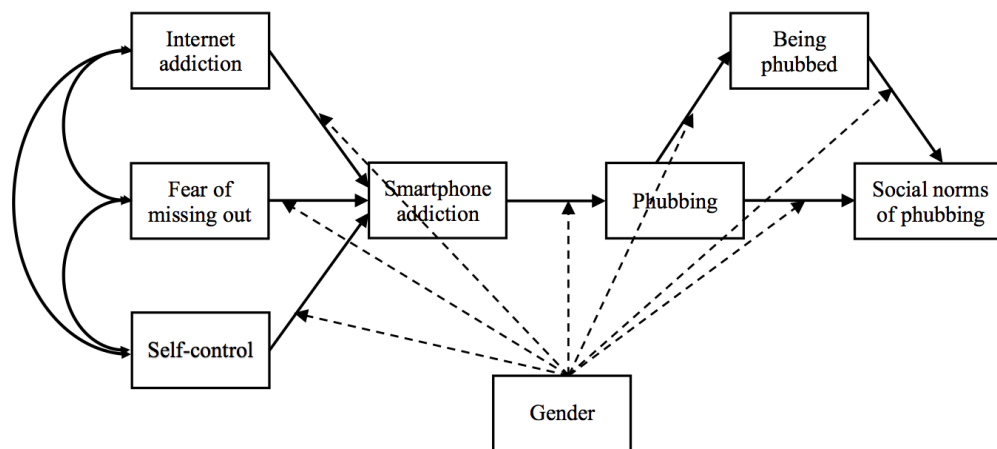 Internet
addiction
Being
phubbed
Fear of
missing out
Smartphone
addiction
Phubbing
Social norms
of phubbing
Self-control
Gender